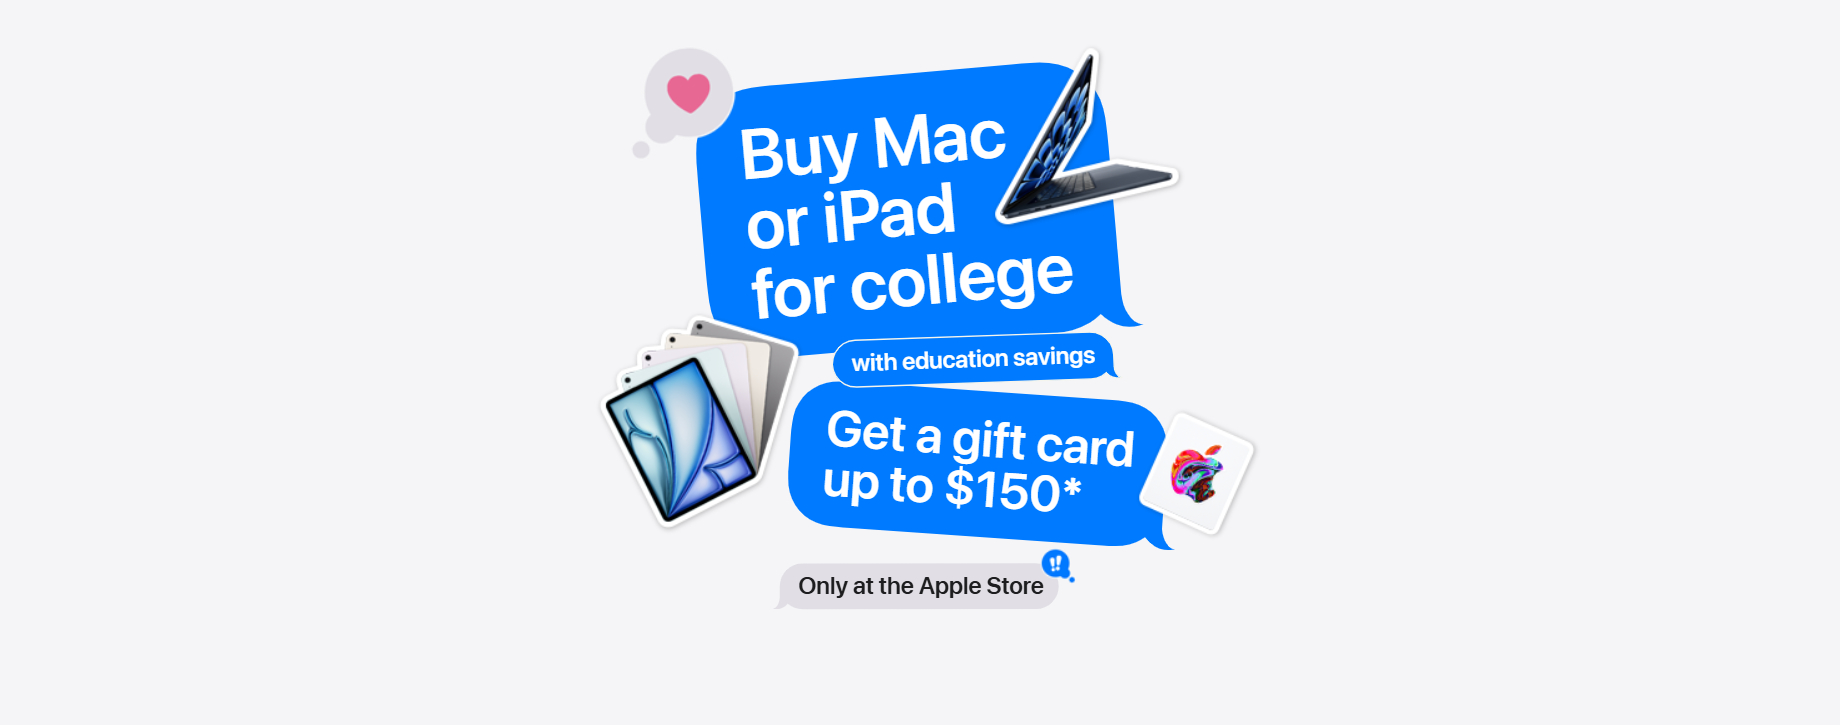 Buy Mac
or iPad
for college
with education savings
Get a gift card
up to $150*
Only at the Apple Store
‼